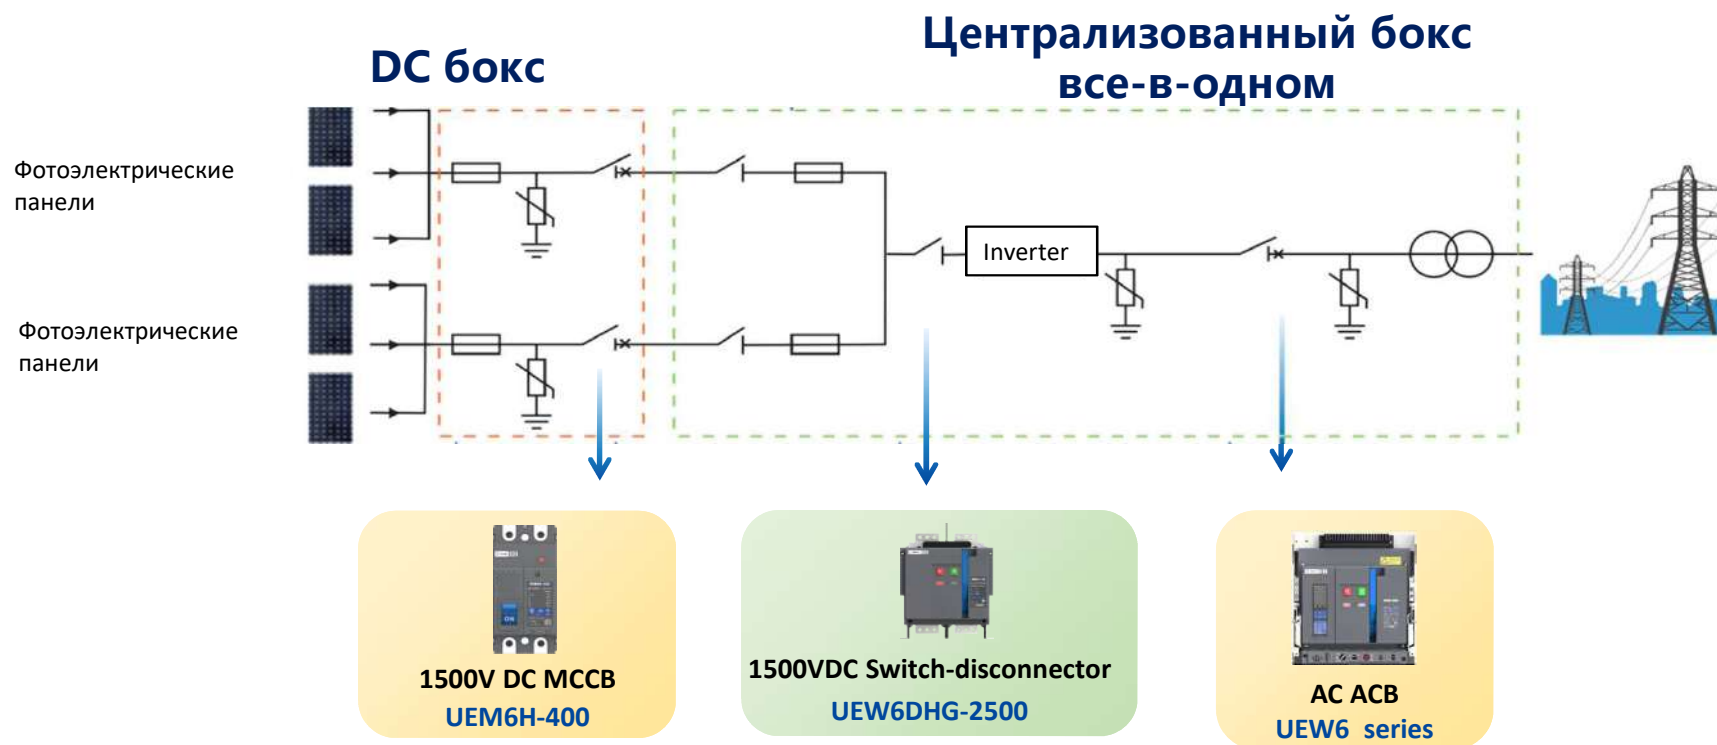 DC бокс
Централизованный бокс
все-в-одном
Фотоэлектрические
панели
Inverter
Фотоэлектрические
панели
1500V DC MCCB
UEM6H-400
1500VDC Switch-disconnector
UEW6DHG-2500
AC ACB
UEW6 series